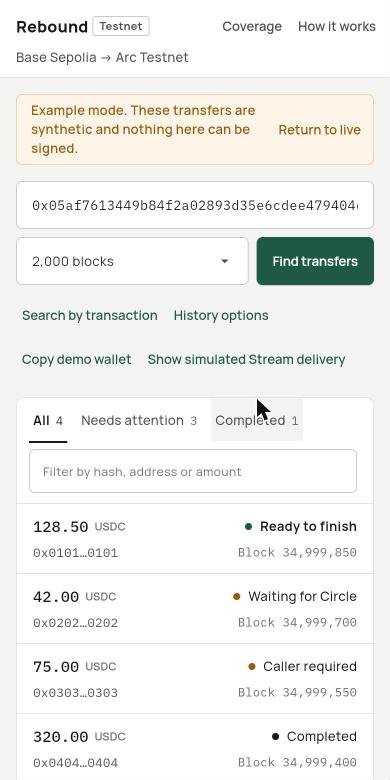 Rebound Testnet Coverage How it works
Base Sepolia → Arc Testnet
Example mode. These transfers are
synthetic and nothing here can be
signed.
Return to live
0x05af7613449b84f2a02893d35e6cdee479404
2,000 blocks
Find transfers
Search by transaction History options
Copy demo wallet Show simulated Stream delivery
All 4 Needs attention 3 Completed 1
Filter by hash, address or amount
128.50 USDC Ready to finish
0x0101…0101 Block 34,999,850
42.00 USDC Waiting for Circle
0x0202…0202 Block 34,999,700
75.00 USDC Caller required
0x0303…0303 Block 34,999,550
320.00 USDC Completed
0x0404…0404 Block 34,999,400